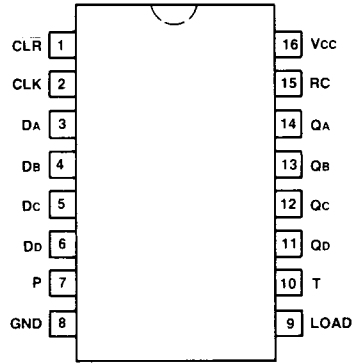 CLR 1 16 VCC
CLK 2 15 RC
DA 3 14 QA
DB 4 13 QB
DC 5 12 QC
DD 6 11 QD
P 7 10 T
GND 8 9 LOAD